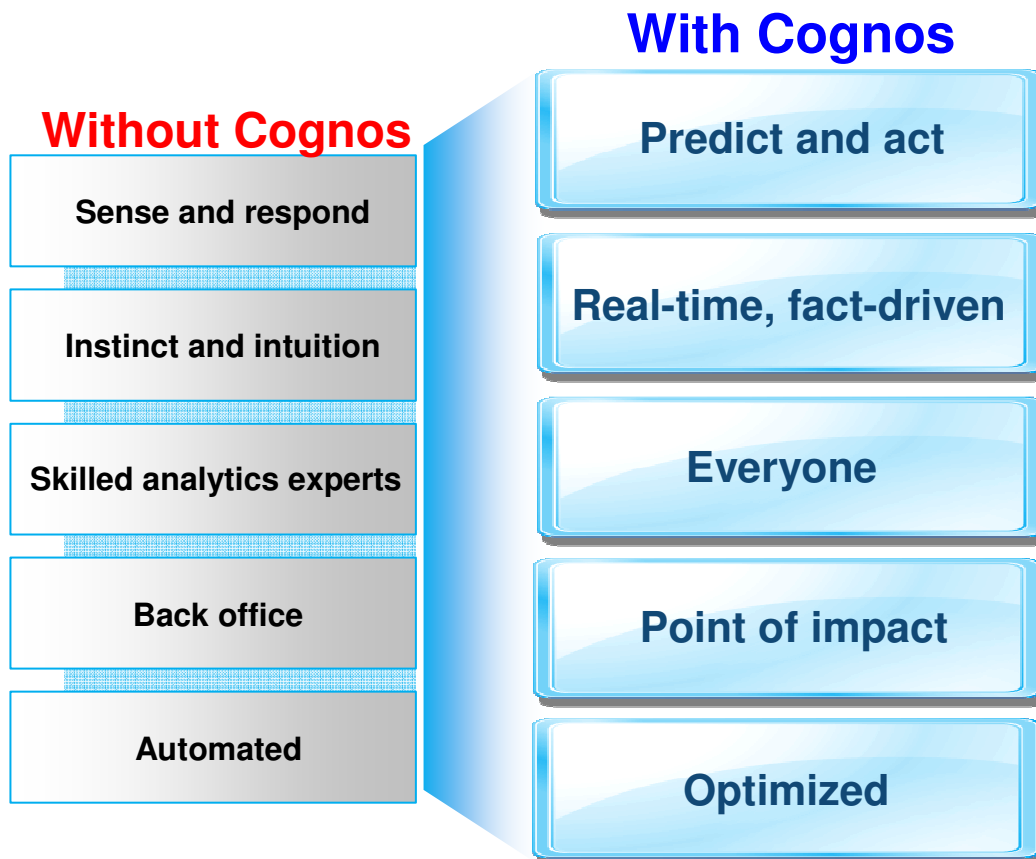 With Cognos
Without Cognos
Sense and respond
Instinct and intuition
Skilled analytics experts
Back office
Automated
Predict and act
Real-time, fact-driven
Everyone
Point of impact
Optimized